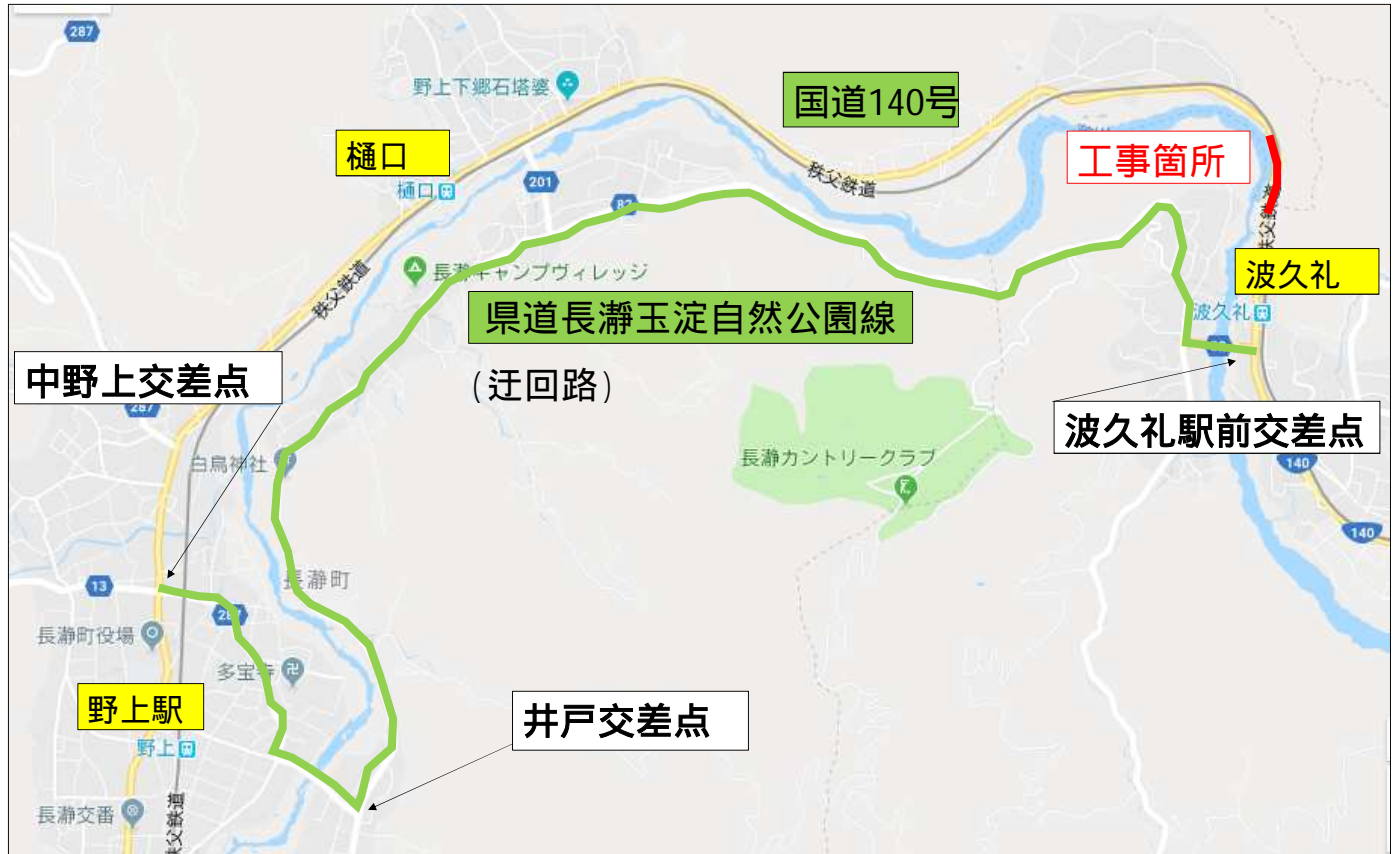 287
野上下郷石塔婆
国道140号
樋口
工事箇所
樋口
201
秩父鉄道
82
秩父鉄道
長瀞キャンプヴィレッジ
波久礼
秩父鉄道
県道長瀞玉淀自然公園線
波久礼
(迂回路)
中野上交差点
287
波久礼駅前交差点
白鳥神社
長瀞カントリークラブ
140
140
13
長瀞町
287
長瀞町役場
多宝寺
野上駅
井戸交差点
野上
長瀞交番
秩父鉄道